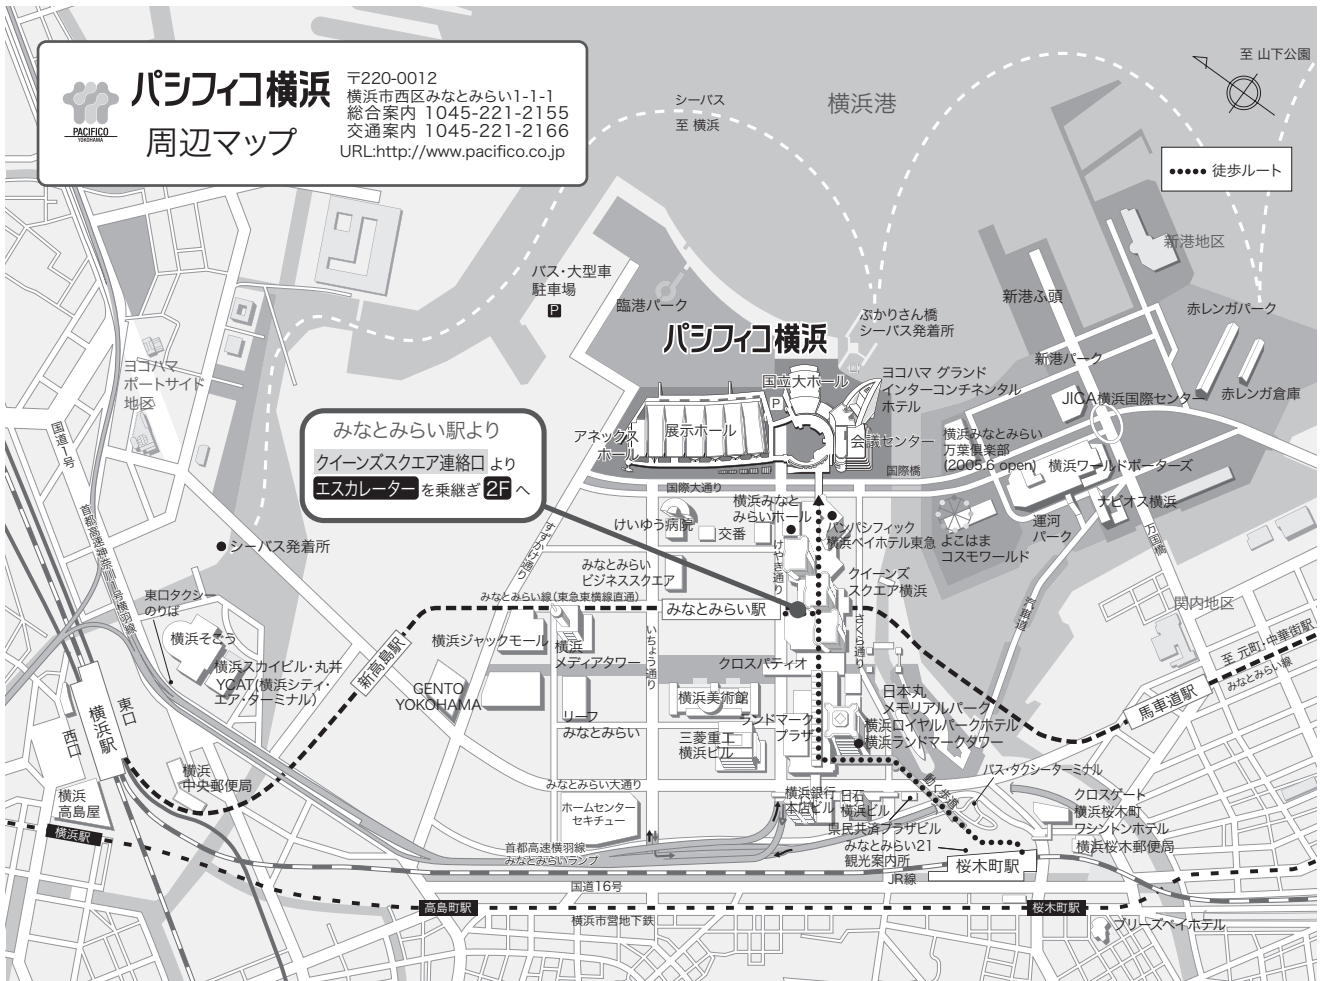 パシフィコ横浜
周辺マップ
PACIFICO
YOKOHAMA
〒220-0012
横浜市西区みなとみらい1-1-1
総合案内 1045-221-2155
交通案内 1045-221-2166
URL:http://www.pacifico.co.jp
シーバス
至 横浜
横浜港
至 山下公園
徒歩ルート
新港地区
バス・大型車
駐車場
P
臨港パーク
パシフィコ横浜
ぷかりさん橋
シーバス発着所
新港ふ頭
赤レンガパーク
新港パーク
赤レンガ倉庫
JICA横浜国際センター
ヨコハマ
ポートサイド
地区
国立大ホール
P
ヨコハマ グランド
インターコンチネンタル
ホテル
みなとみらい駅より
クイーンズスクエア連絡口 より
エスカレーター を乗継ぎ 2F へ
アネックス
ホール
展示ホール
会議センター
横浜みなとみらい
万葉倶楽部
(2005.6 open)
横浜ワールドポーターズ
国際橋
国際大通り
ナビオス横浜
国道1号
首都高速神奈川1号横羽線
けいゆう病院
交番
横浜みなと
みらいホール
パンパシフィック
横浜ベイホテル東急
よこはま
コスモワールド
運河
パーク
万国橋
シーバス発着所
すずかけ通り
けやき通り
みなとみらい
ビジネススクエア
クイーンズ
スクエア横浜
汽車道
関内地区
東口タクシー
のりば
みなとみらい線(東急東横線直通)
みなとみらい駅
横浜そごう
新高島駅
横浜ジャックモール
横浜
メディアタワー
いちょう通り
さくら通り
至 元町・中華街駅
みなとみらい線
横浜スカイビル・丸井
YCAT(横浜シティ・
エア・ターミナル)
クロスパティオ
GENTO
YOKOHAMA
横浜美術館
日本丸
メモリアルパーク
馬車道駅
東口
横浜駅
西口
リーフ
みなとみらい
ランドマーク
プラザ
横浜ロイヤルパークホテル
横浜ランドマークタワー
三菱重工
横浜ビル
横浜
中央郵便局
みなとみらい大通り
動く歩道
バス・タクシーターミナル
横浜
高島屋
横浜駅
ホームセンター
セキチュー
横浜銀行
本店ビル
日石
横浜ビル
クロスゲート
横浜桜木町
ワシントンホテル
横浜桜木郵便局
県民共済プラザビル
みなとみらい21
観光案内所
首都高速横羽線
みなとみらいランプ
桜木町駅
JR線
国道16号
高島町駅
横浜市営地下鉄
桜木町駅
ブリーズベイホテル